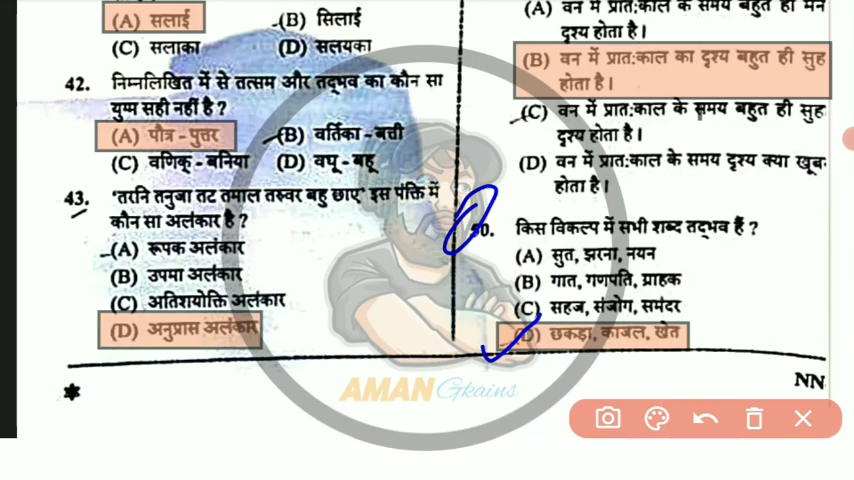 (A) सलाई (B) सिलाई
(C) सलाका (D) सलयका
42. निम्नलिखित में से तत्सम और तद्भव का कौन सा
युग्म सही नहीं है ?
(A) पौत्र - पुत्तर (B) वर्तिका - बत्ती
(C) वणिक् - बनिया (D) वधू - बहू
43. 'तरनि तनूजा तट तमाल तरुवर बहु छाए' इस पंक्ति में
कौन सा अलंकार है ?
(A) रूपक अलंकार
(B) उपमा अलंकार
(C) अतिशयोक्ति अलंकार
(D) अनुप्रास अलंकार
(A) वन में प्रात:काल के समय बहुत ही मन
दृश्य होता है।
(B) वन में प्रात:काल का दृश्य बहुत ही सुह
होता है।
(C) वन में प्रात:काल के समय बहुत ही सुह
दृश्य होता है।
(D) वन में प्रात:काल के समय दृश्य क्या खूब
होता है।
50. किस विकल्प में सभी शब्द तद्भव हैं ?
(A) सुत, झरना, नयन
(B) गात, गणपति, ग्राहक
(C) सहज, संजोग, समंदर
(D) छकड़ा, काजल, खेत
NN
AMAN Gkains